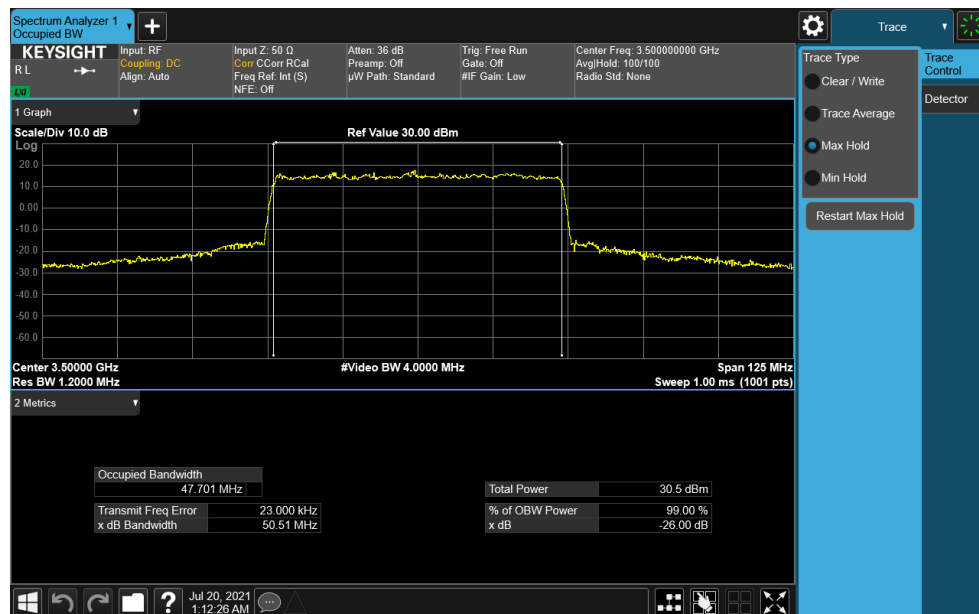 Spectrum Analyzer 1
Occupied BW
KEYSIGHT
R L
LXI
Input: RF
Coupling: DC
Align: Auto
Input Z: 50 Ω
Corr CCorr RCal
Freq Ref: Int (S)
NFE: Off
Atten: 36 dB
Preamp: Off
µW Path: Standard
Trig: Free Run
Gate: Off
#IF Gain: Low
Center Freq: 3.500000000 GHz
Avg|Hold: 100/100
Radio Std: None
1 Graph
Scale/Div 10.0 dB
Ref Value 30.00 dBm
Log
20.0
10.0
0.00
-10.0
-20.0
-30.0
-40.0
-50.0
-60.0
Center 3.50000 GHz
#Video BW 4.0000 MHz
Span 125 MHz
Res BW 1.2000 MHz
Sweep 1.00 ms (1001 pts)
2 Metrics
Occupied Bandwidth
47.701 MHz
Transmit Freq Error 23.000 kHz
x dB Bandwidth 50.51 MHz
Total Power 30.5 dBm
% of OBW Power 99.00 %
x dB -26.00 dB
Jul 20, 2021
1:12:26 AM
Trace
Trace Type
Clear / Write
Trace Average
Max Hold
Min Hold
Restart Max Hold
Trace
Control
Detector